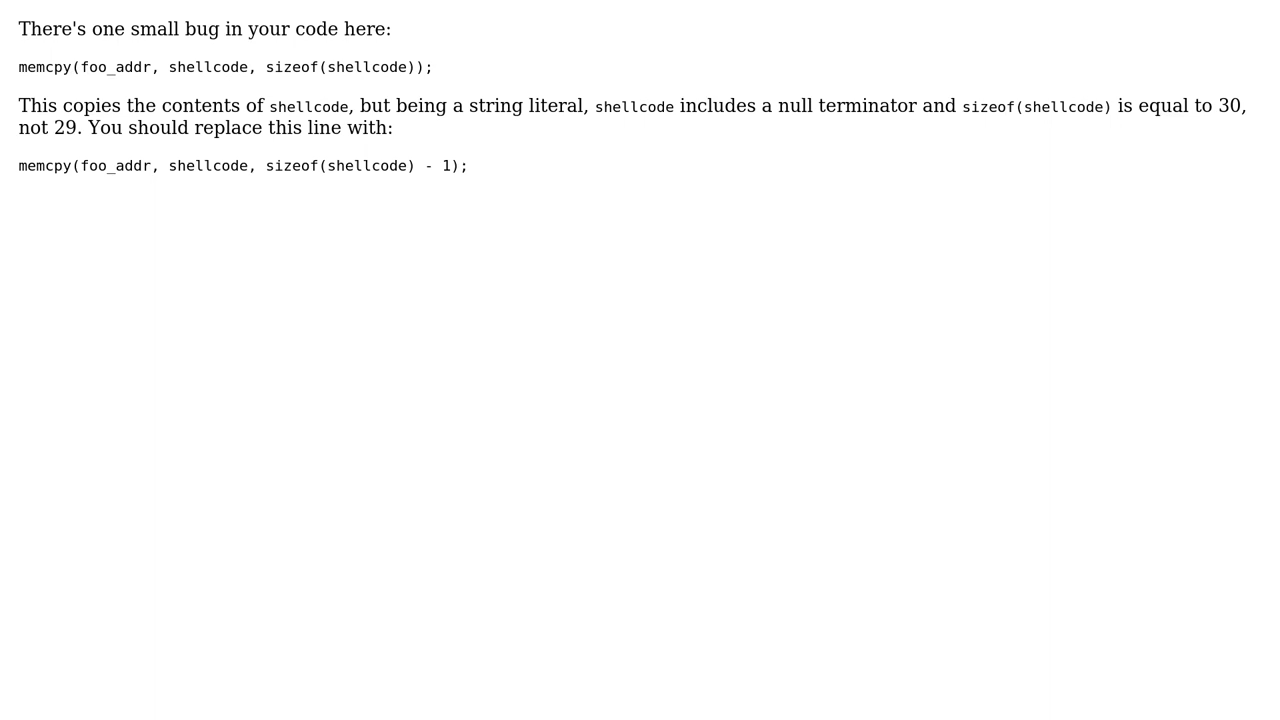 There's one small bug in your code here:
memcpy(foo_addr, shellcode, sizeof(shellcode));
This copies the contents of shellcode, but being a string literal, shellcode includes a null terminator and sizeof(shellcode) is equal to 30,
not 29. You should replace this line with:
memcpy(foo_addr, shellcode, sizeof(shellcode) - 1);